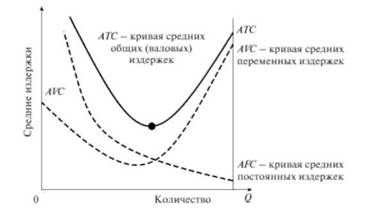 ATC – кривая средних
общих (валовых)
издержек
ATC
AVC – кривая средних
переменных издержек
AVC
AFC – кривая средних
постоянных издержек
Средние издержки
0
Количество
Q